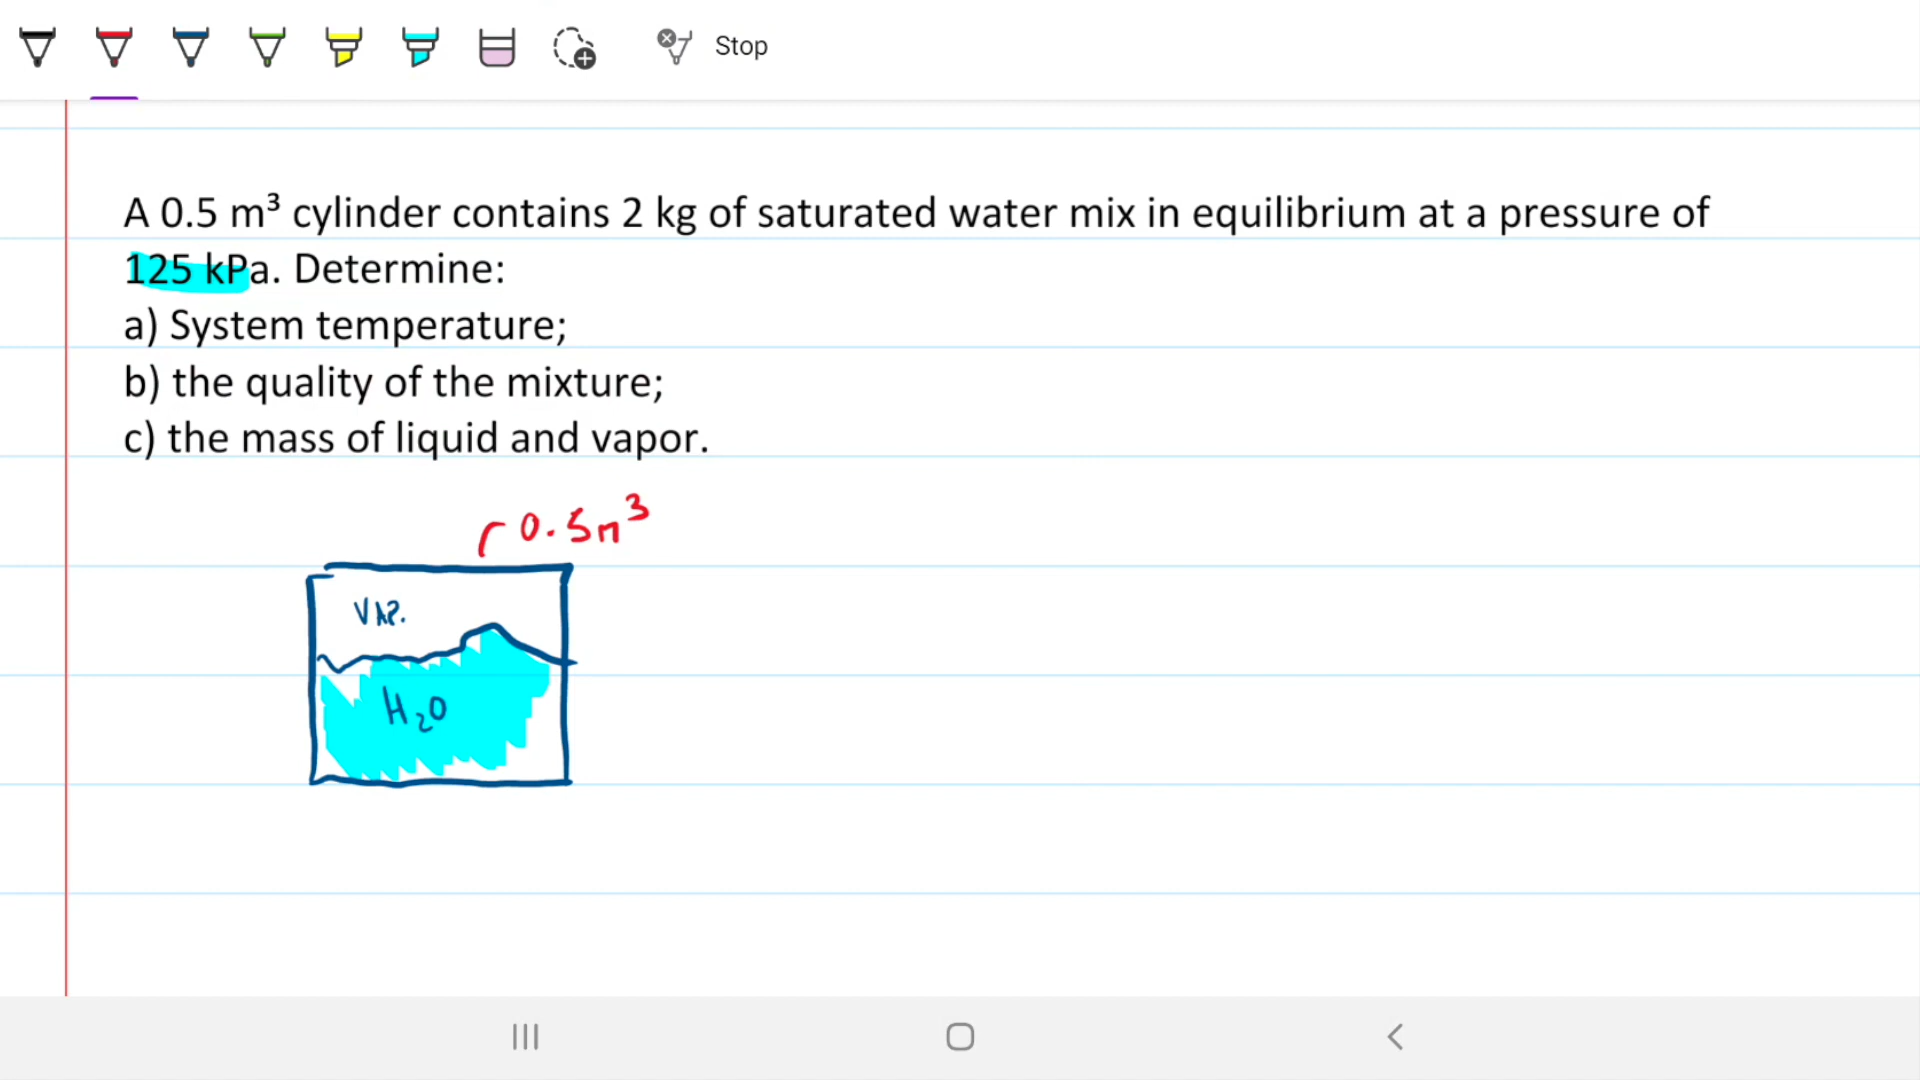 Stop
A 0.5 m³ cylinder contains 2 kg of saturated water mix in equilibrium at a pressure of
125 kPa. Determine:
a) System temperature;
b) the quality of the mixture;
c) the mass of liquid and vapor.
0.5m³
VAP.
H₂O